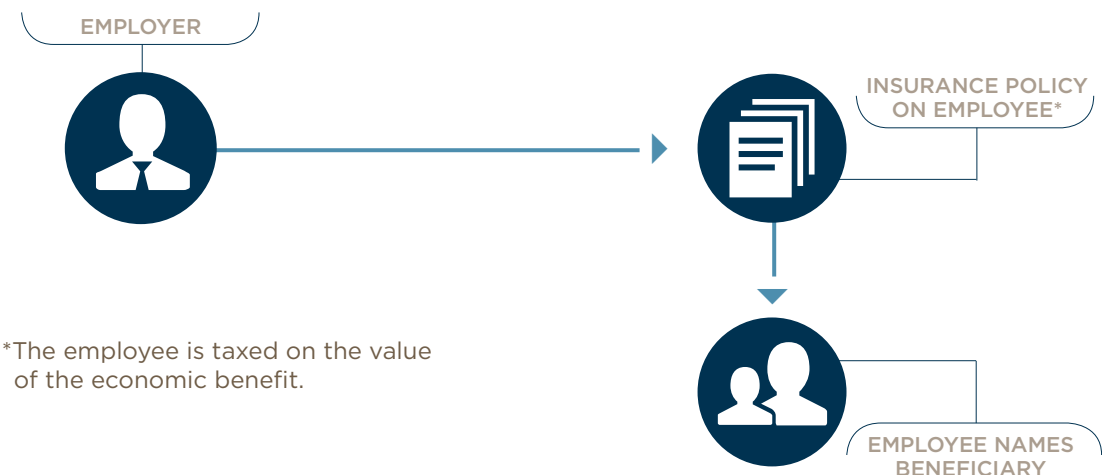 EMPLOYER
INSURANCE POLICY
ON EMPLOYEE*
*The employee is taxed on the value
of the economic benefit.
EMPLOYEE NAMES
BENEFICIARY